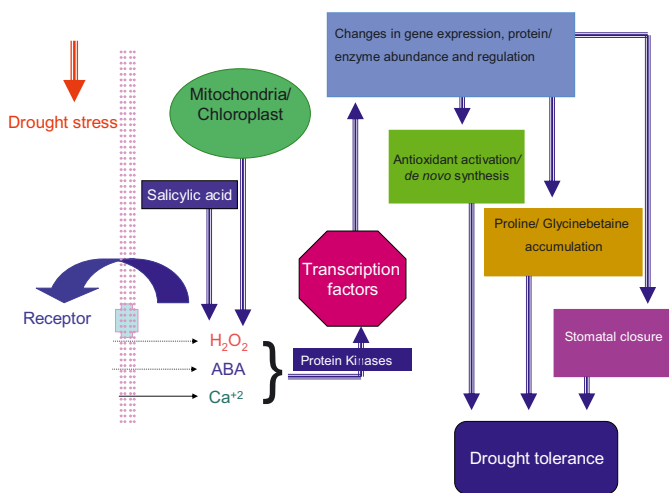 Changes in gene expression, protein/
enzyme abundance and regulation
Drought stress
Mitochondria/
Chloroplast
Antioxidant activation/
de novo synthesis
Salicylic acid
Proline/ Glycinebetaine
accumulation
Transcription
factors
Receptor
H₂O₂
ABA
Ca⁺²
Protein Kinases
Stomatal closure
Drought tolerance